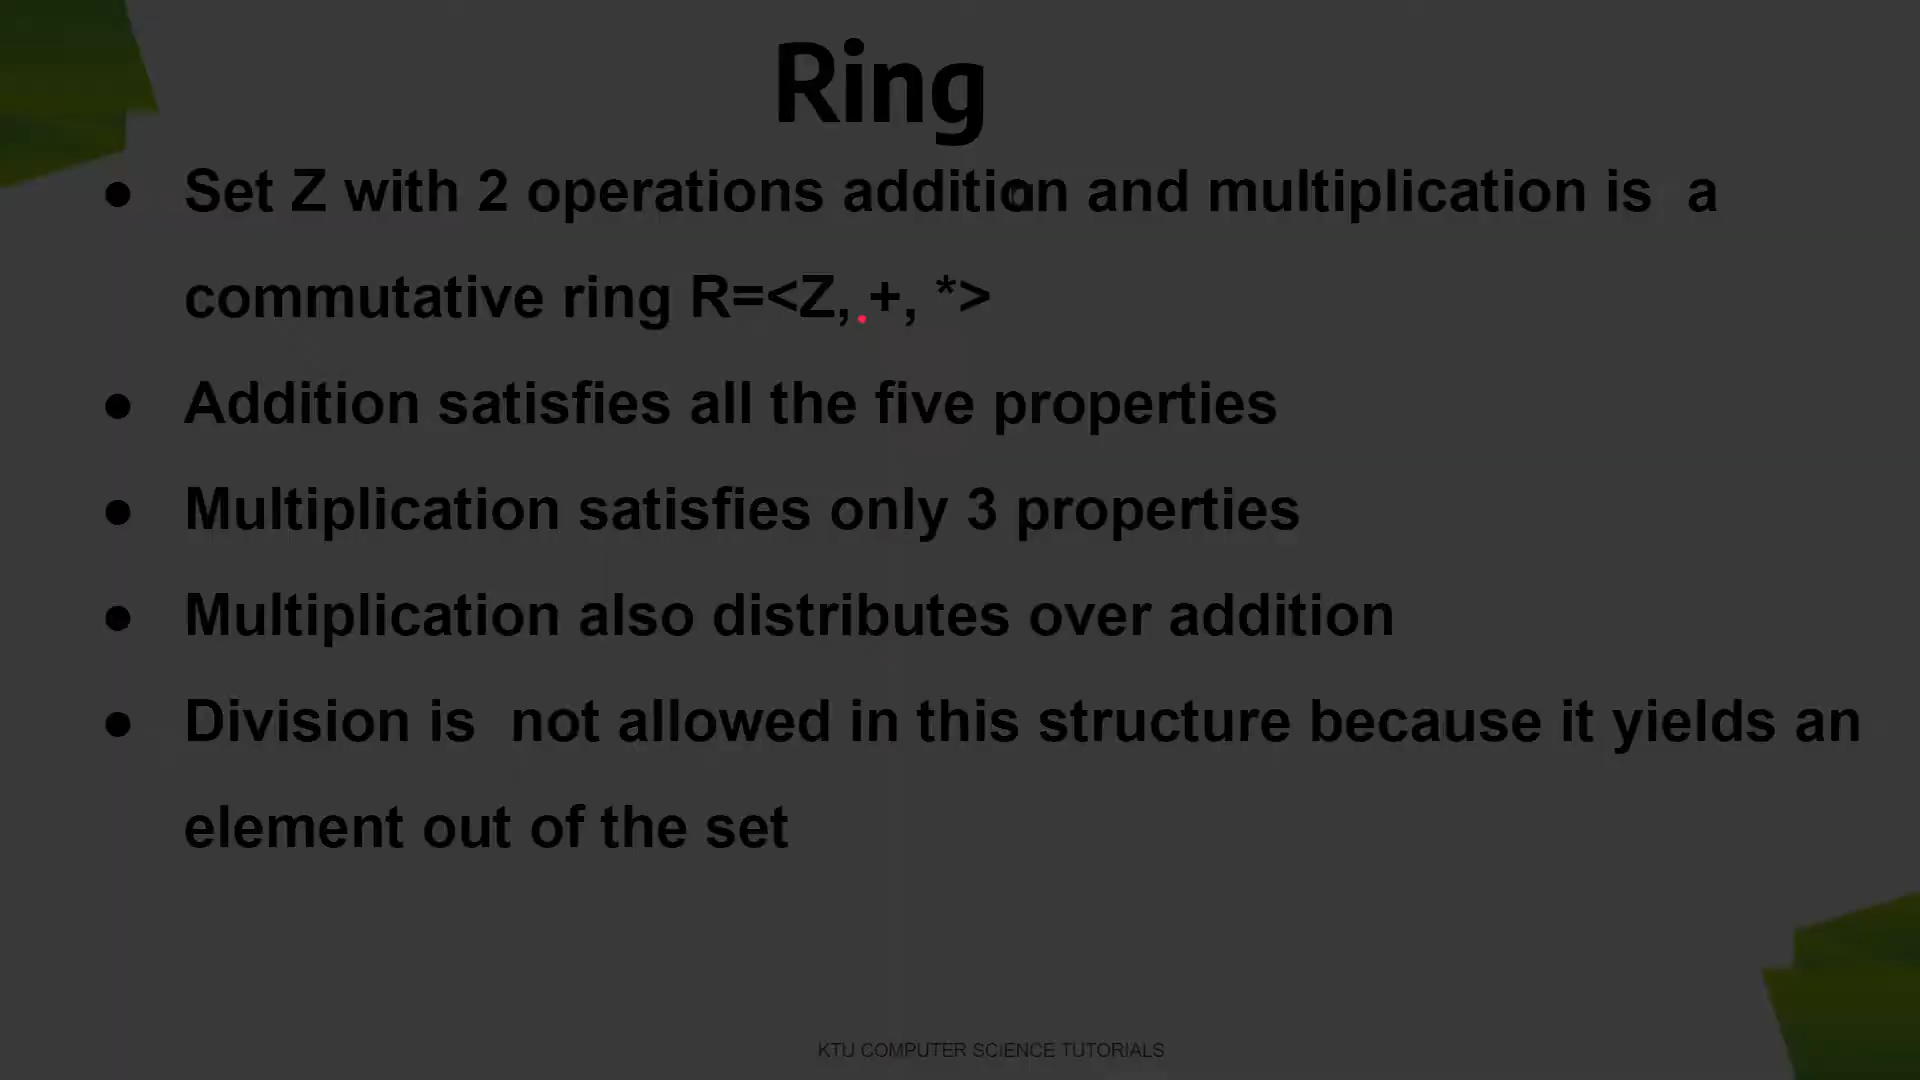 Ring
● Set Z with 2 operations addition and multiplication is a
commutative ring R=<Z, +, *>
● Addition satisfies all the five properties
● Multiplication satisfies only 3 properties
● Multiplication also distributes over addition
● Division is not allowed in this structure because it yields an
element out of the set
KTU COMPUTER SCIENCE TUTORIALS